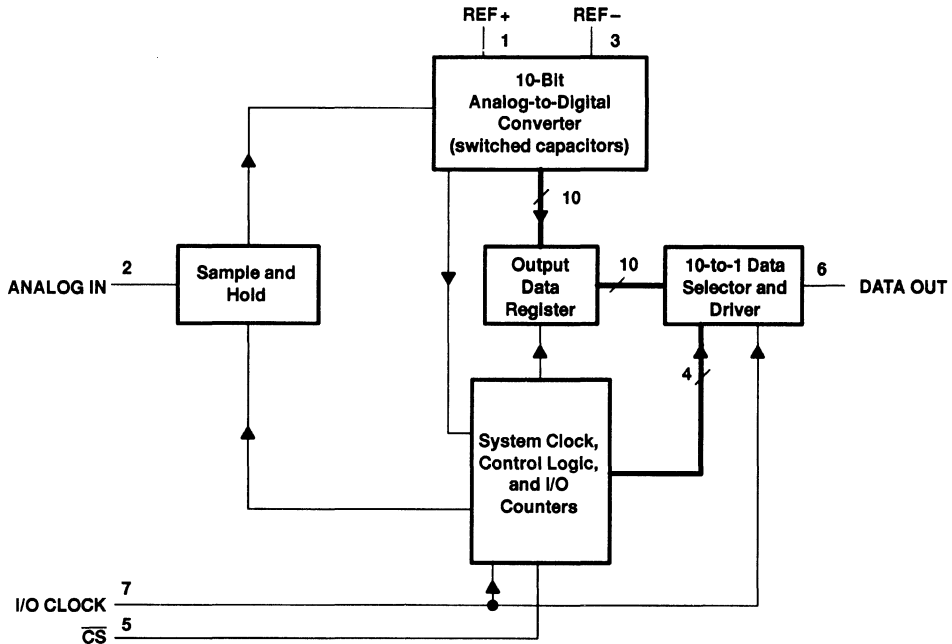 REF+
REF−
1
3
10-Bit
Analog-to-Digital
Converter
(switched capacitors)
10
2
ANALOG IN
Sample and
Hold
Output
Data
Register
10
10-to-1 Data
Selector and
Driver
6
DATA OUT
4
System Clock,
Control Logic,
and I/O
Counters
7
I/O CLOCK
5
CS